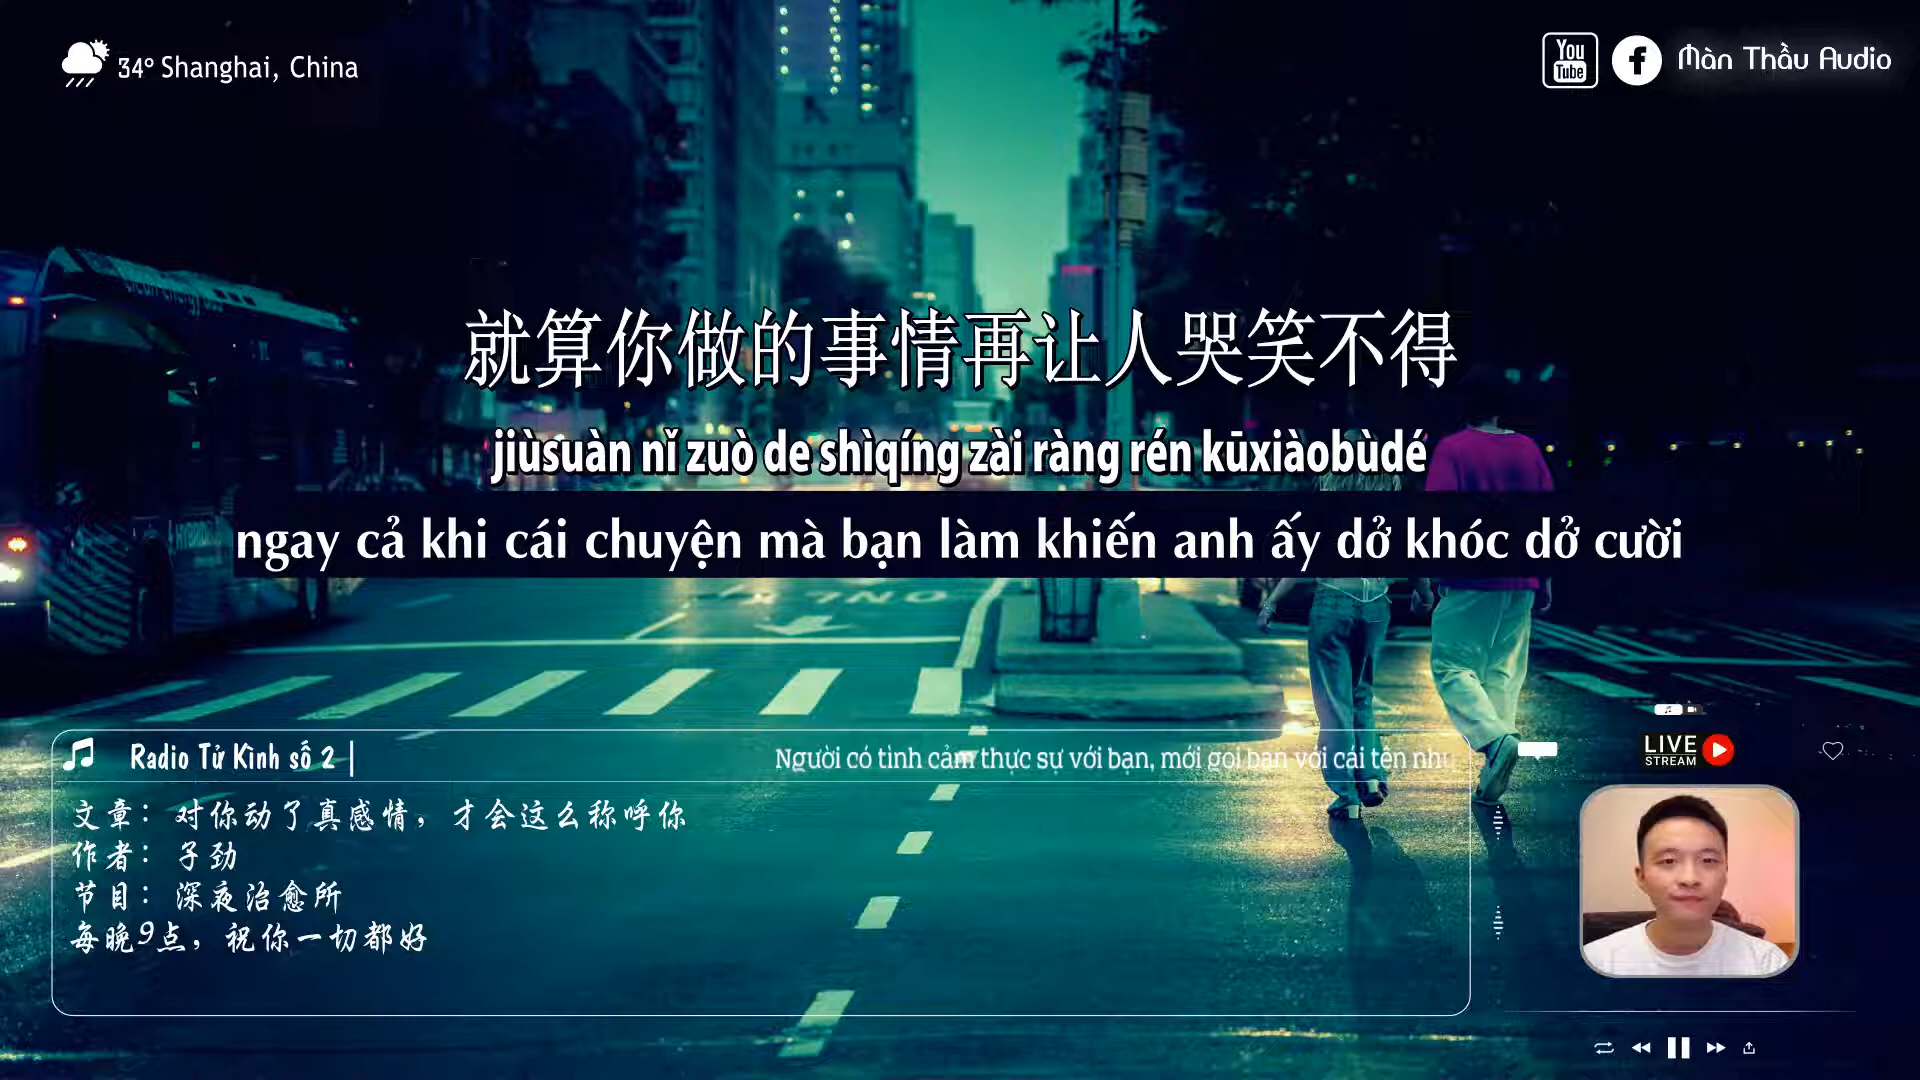 34° Shanghai, China
You Tube
Màn Thầu Audio
就算你做的事情再让人哭笑不得
jiùsuàn nǐ zuò de shìqíng zài ràng rén kūxiàobùdé
ngay cả khi cái chuyện mà bạn làm khiến anh ấy dở khóc dở cười
ONLY
Radio Tử Kình số 2 |
Người có tình cảm thực sự với bạn, mới gọi bạn với cái tên như
文章：对你动了真感情，才会这么称呼你
作者：子劲
节目：深夜治愈所
每晚9点，祝你一切都好
LIVE
STREAM